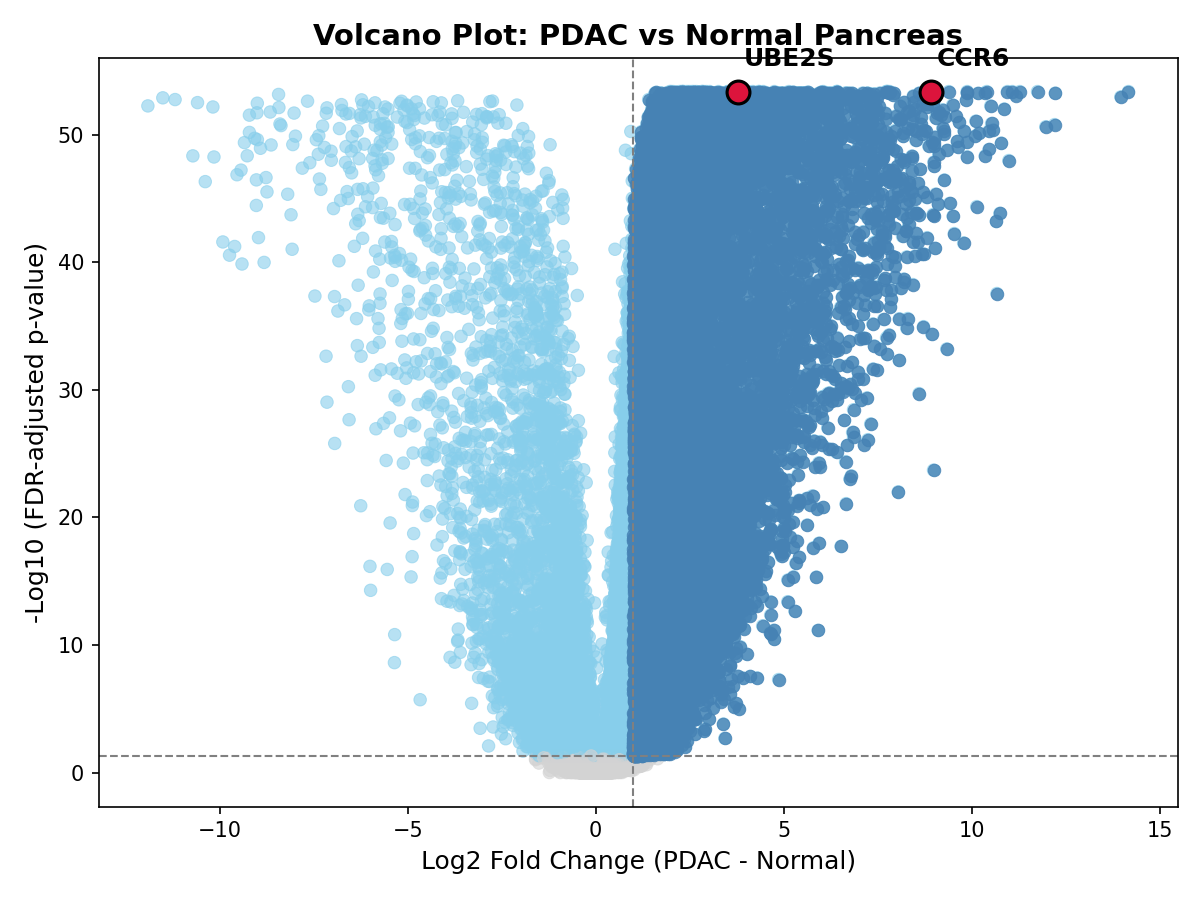 Volcano Plot: PDAC vs Normal Pancreas
UBE2S
CCR6
-Log10 (FDR-adjusted p-value)
50
40
30
20
10
0
−10
−5
0
5
10
15
Log2 Fold Change (PDAC - Normal)